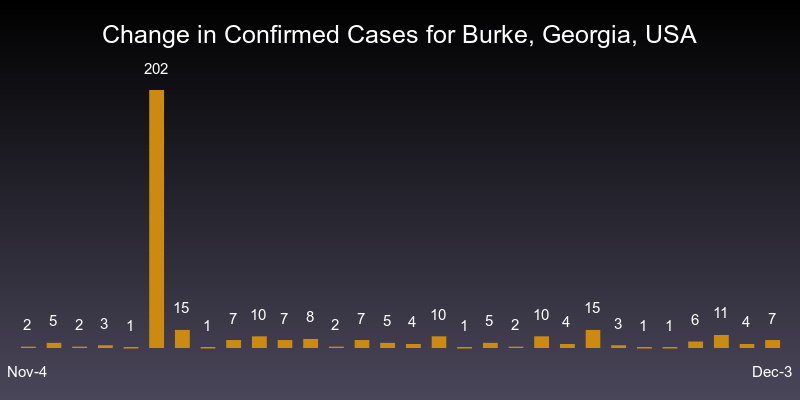 Change in Confirmed Cases for Burke, Georgia, USA
202
2 5 2 3 1 15 1 7 10 7 8 2 7 5 4 10 1 5 2 10 4 15 3 1 1 6 11 4 7
Nov-4 Dec-3